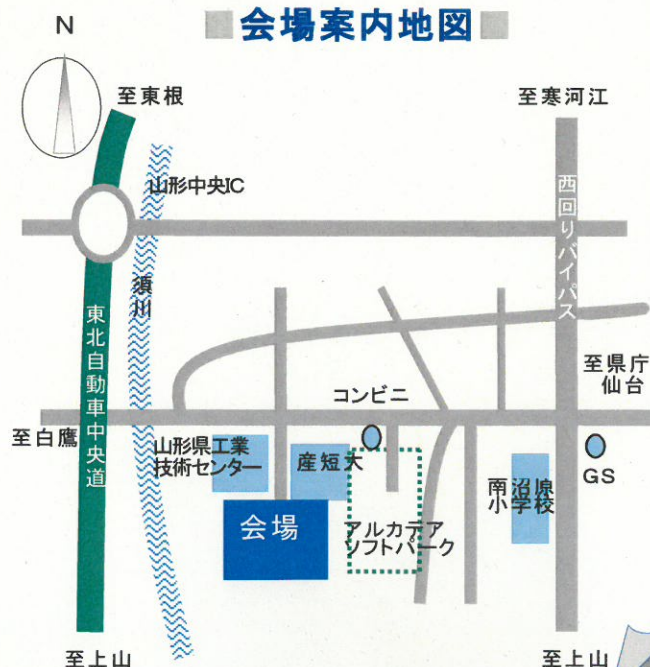 会場案内地図
N
至東根
至寒河江
山形中央IC
西回りバイパス
須川
東北自動車中央道
至県庁
仙台
コンビニ
至白鷹
山形県工業
技術センター
産短大
南沼原
小学校
GS
会場
アルカデア
ソフトパーク
至上山
至上山